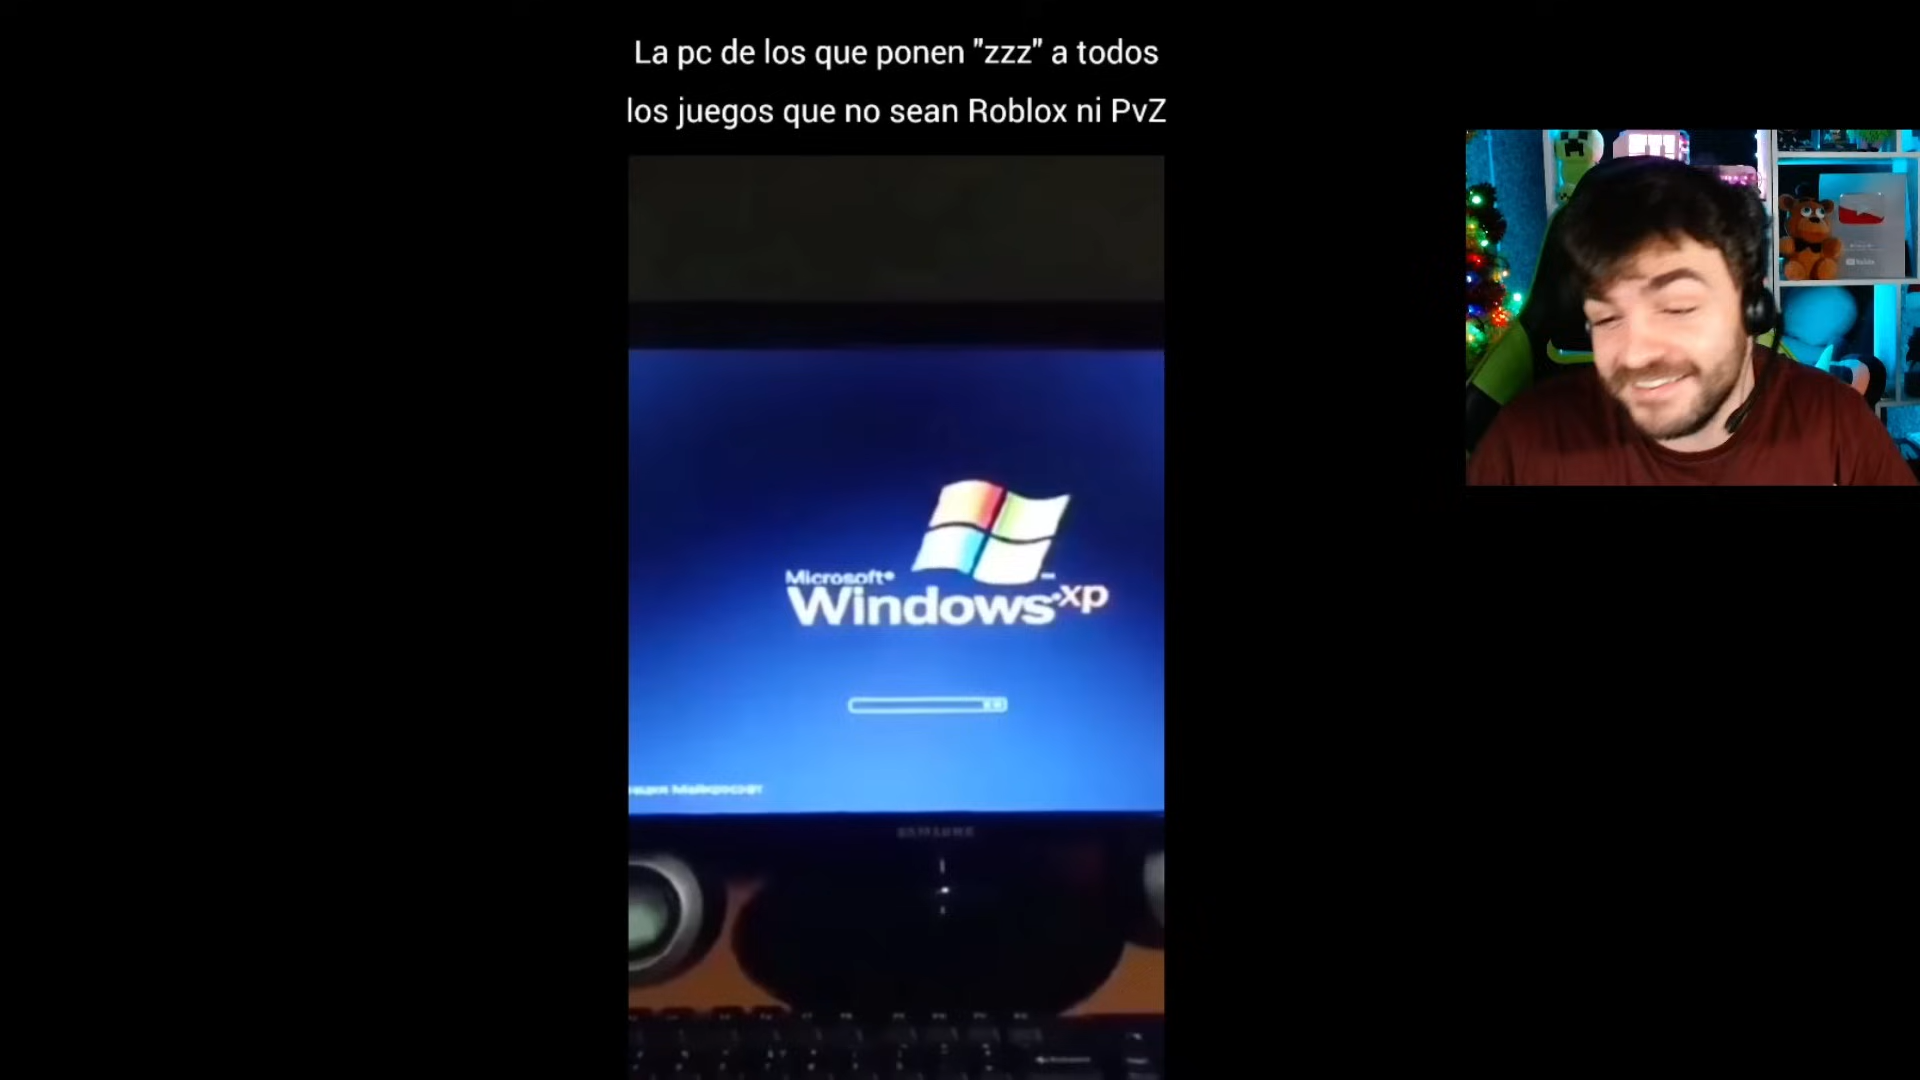 La pc de los que ponen "zzz" a todos
los juegos que no sean Roblox ni PvZ
Microsoft®
Windows xp
SAMSUNG